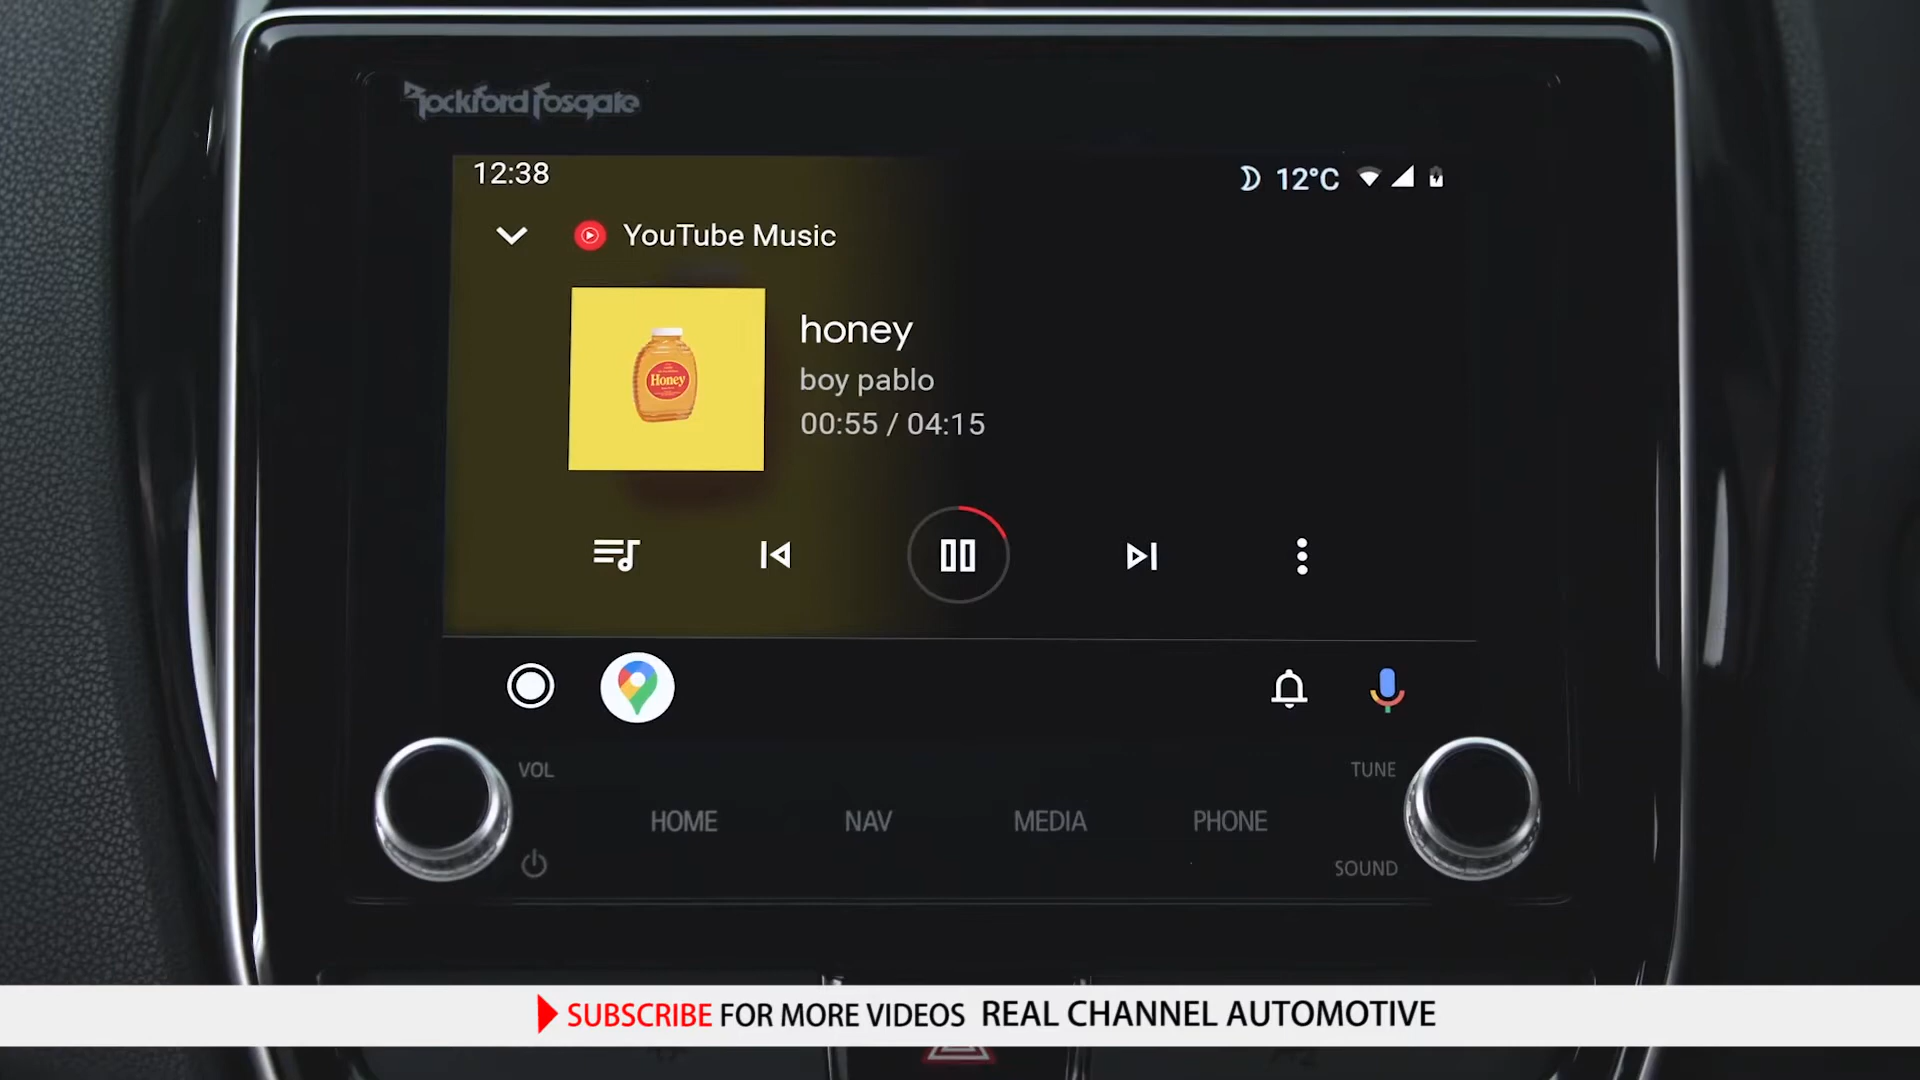 Rockford Fosgate
12:38
12°C
YouTube Music
Honey
honey
boy pablo
00:55 / 04:15
VOL
TUNE
HOME
NAV
MEDIA
PHONE
SOUND
SUBSCRIBE FOR MORE VIDEOS REAL CHANNEL AUTOMOTIVE